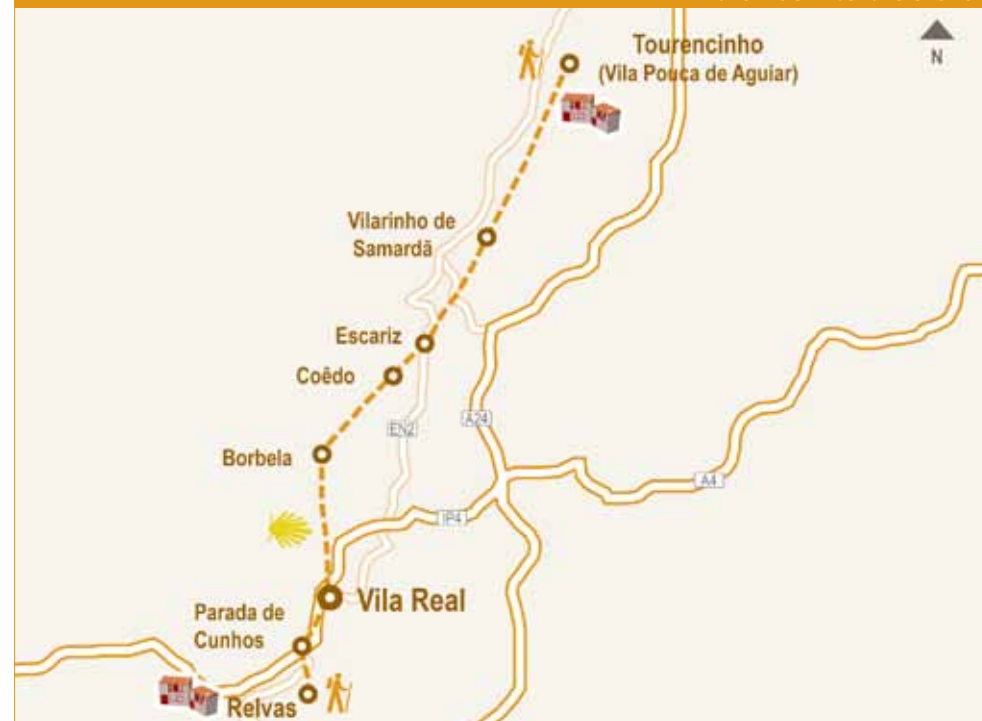 N
Tourencinho
(Vila Pouca de Aguiar)
Vilarinho de
Samardã
Escariz
Coêdo
A24
EN2
Borbela
A4
IP4
Vila Real
Parada de
Cunhos
Relvas